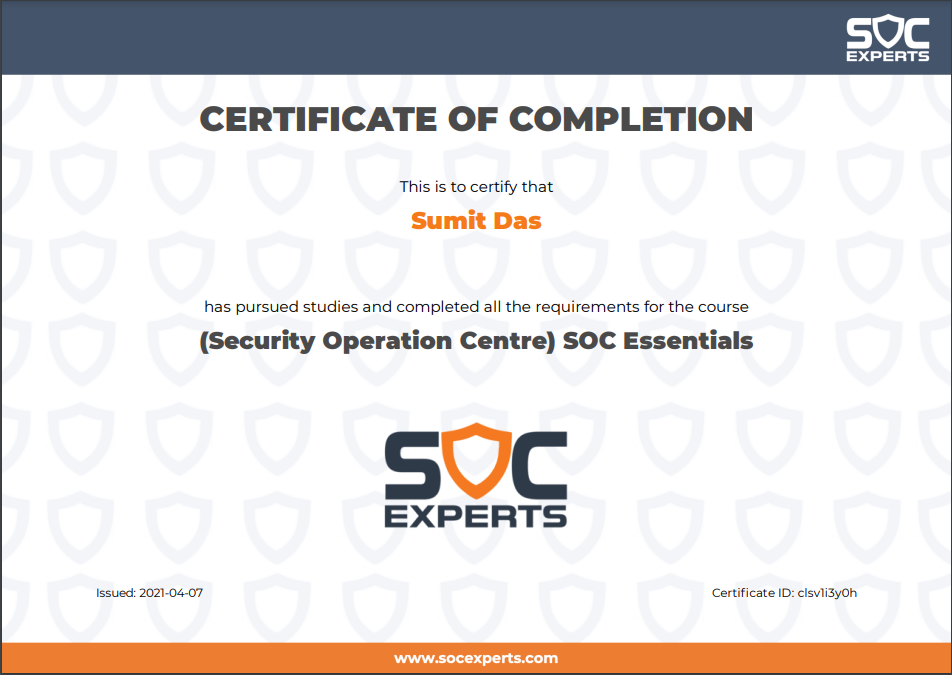 SOC
EXPERTS
CERTIFICATE OF COMPLETION
This is to certify that
Sumit Das
has pursued studies and completed all the requirements for the course
(Security Operation Centre) SOC Essentials
SOC
EXPERTS
Issued: 2021-04-07
Certificate ID: clsv1i3y0h
www.socexperts.com